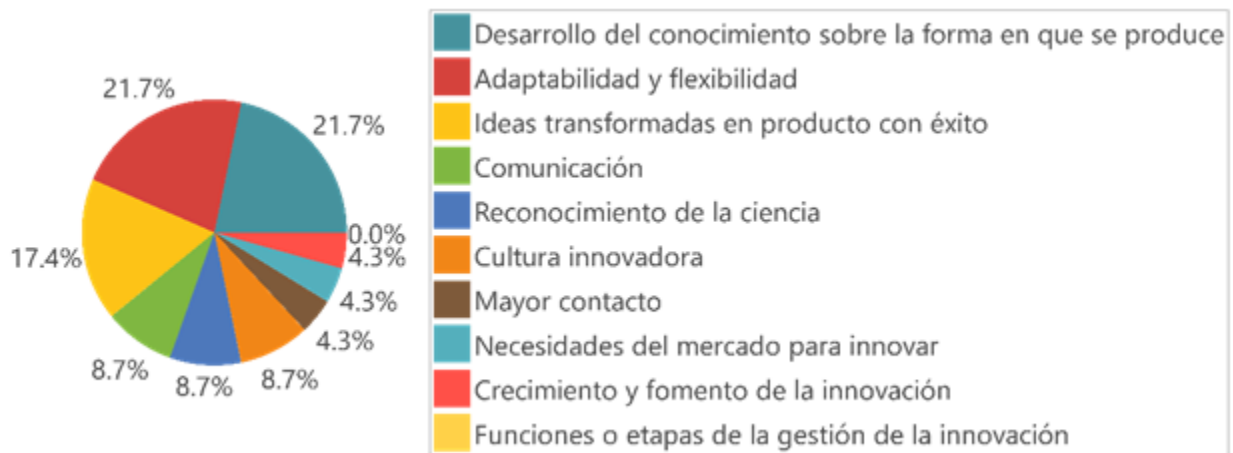 21.7%
21.7%
17.4%
8.7%
8.7%
8.7%
4.3%
4.3%
4.3%
0.0%
Desarrollo del conocimiento sobre la forma en que se produce
Adaptabilidad y flexibilidad
Ideas transformadas en producto con éxito
Comunicación
Reconocimiento de la ciencia
Cultura innovadora
Mayor contacto
Necesidades del mercado para innovar
Crecimiento y fomento de la innovación
Funciones o etapas de la gestión de la innovación